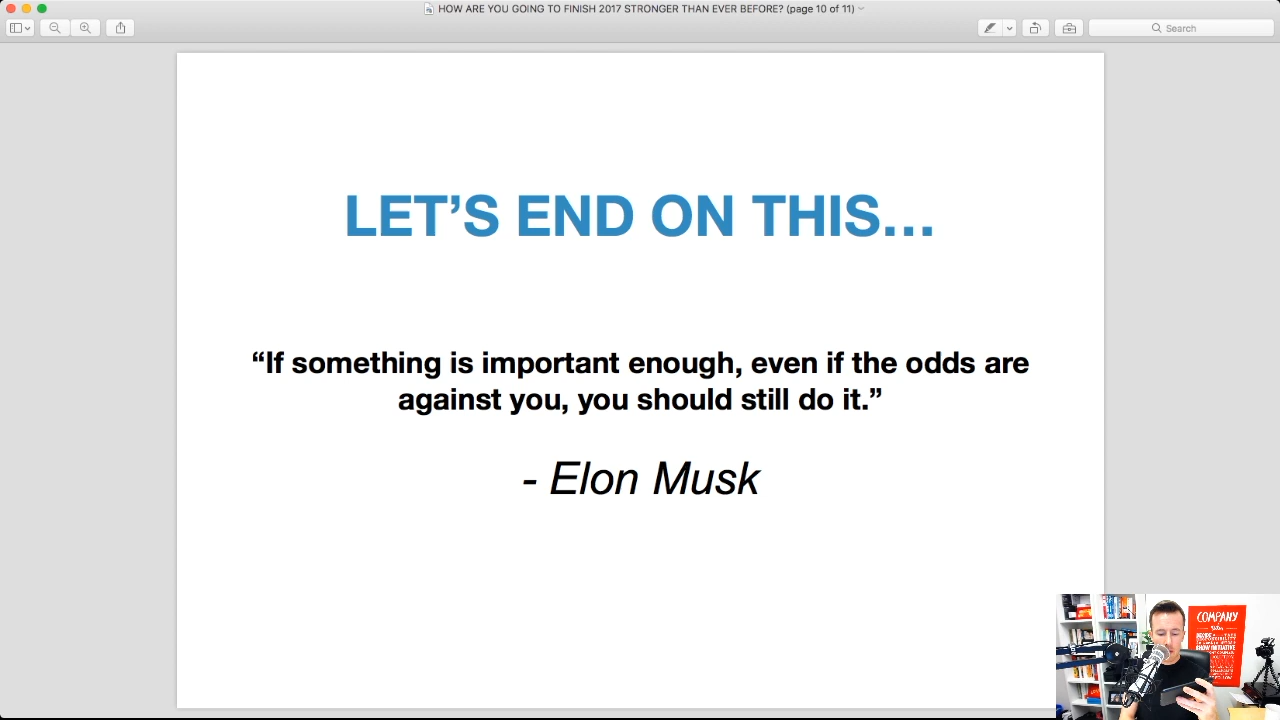 HOW ARE YOU GOING TO FINISH 2017 STRONGER THAN EVER BEFORE? (page 10 of 11)
Search
LET’S END ON THIS...
“If something is important enough, even if the odds are
against you, you should still do it.”
- Elon Musk
COMPANY
SHOW INITIATIVE